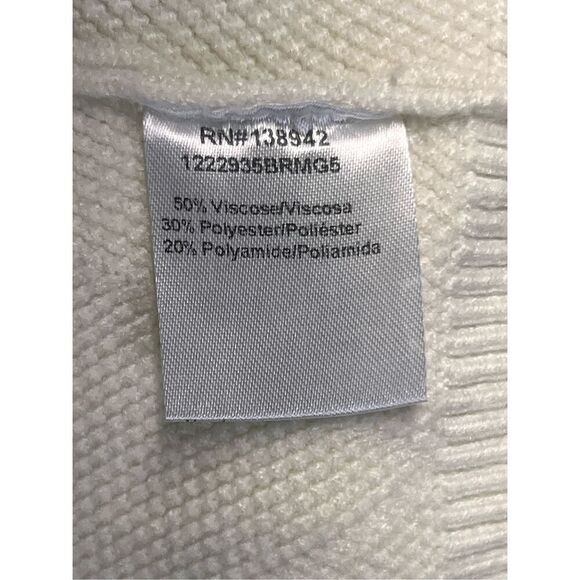 RN#138942
1222935BRMG5
50% Viscose/Viscosa
30% Polyester/Poliéster
20% Polyamide/Poliamida